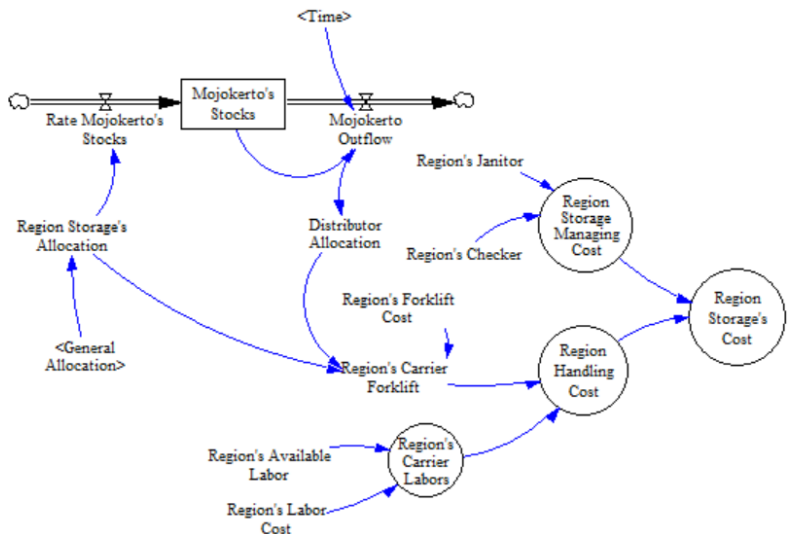 <Time>
Mojokerto's
Stocks
Rate Mojokerto's
Stocks
Mojokerto
Outflow
Region's Janitor
Region
Storage
Managing
Cost
Region Storage's
Allocation
Distributor
Allocation
Region's Checker
Region's Forklift
Cost
Region
Storage's
Cost
<General
Allocation>
Region's Carrier
Forklift
Region
Handling
Cost
Region's Available
Labor
Region's
Carrier
Labors
Region's Labor
Cost